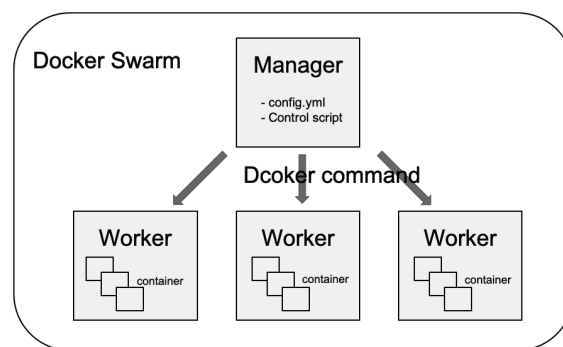 Docker Swarm
Manager
- config.yml
- Control script
Dcoker command
Worker
container
Worker
container
Worker
container